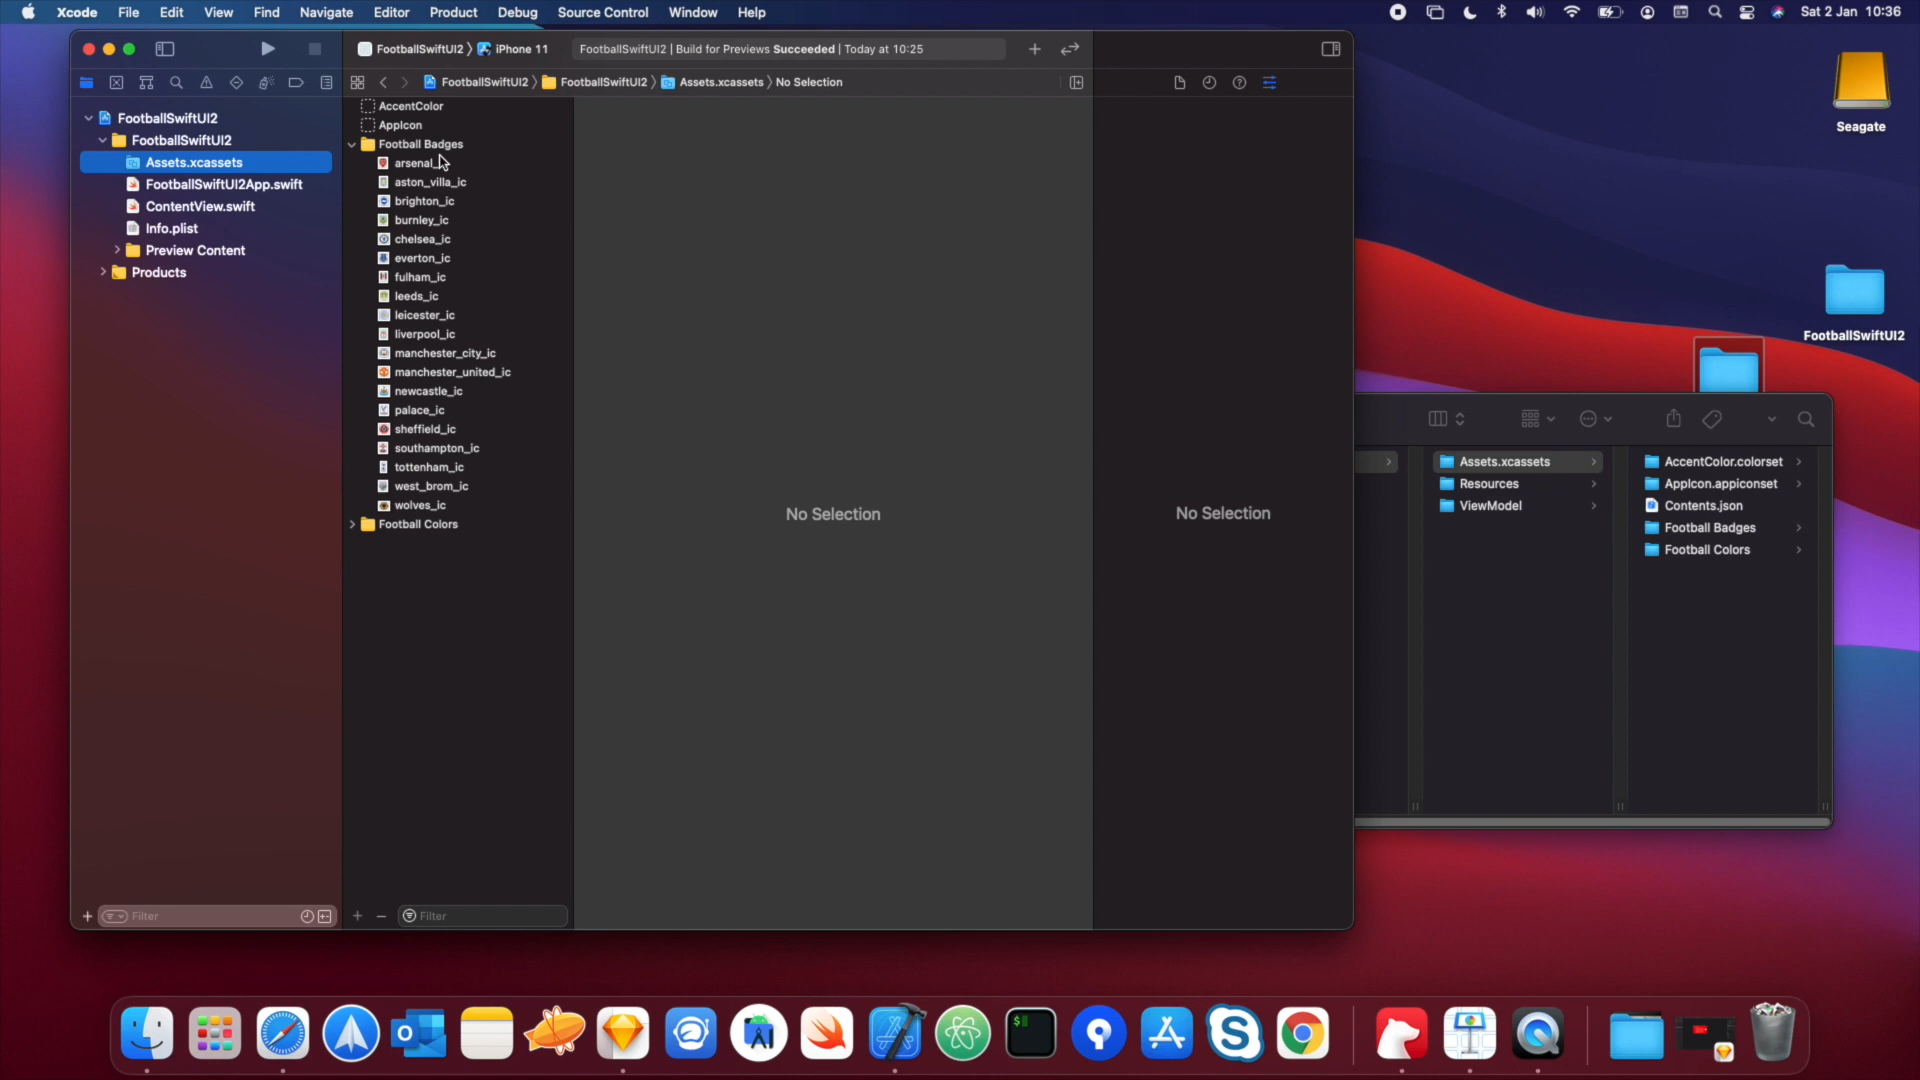 Xcode File Edit View Find Navigate Editor Product Debug Source Control Window Help
Sat 2 Jan 10:36
FootballSwiftUI2 iPhone 11
FootballSwiftUI2 | Build for Previews Succeeded | Today at 10:25
FootballSwiftUI2 FootballSwiftUI2 Assets.xcassets No Selection
FootballSwiftUI2
FootballSwiftUI2
Assets.xcassets
FootballSwiftUI2App.swift
ContentView.swift
Info.plist
Preview Content
Products
Filter
AccentColor
AppIcon
Football Badges
arsenal_
aston_villa_ic
brighton_ic
burnley_ic
chelsea_ic
everton_ic
fulham_ic
leeds_ic
leicester_ic
liverpool_ic
manchester_city_ic
manchester_united_ic
newcastle_ic
palace_ic
sheffield_ic
southampton_ic
tottenham_ic
west_brom_ic
wolves_ic
Football Colors
Filter
No Selection
No Selection
Seagate
FootballSwiftUI2
Assets.xcassets
Resources
ViewModel
AccentColor.colorset
AppIcon.appiconset
Contents.json
Football Badges
Football Colors